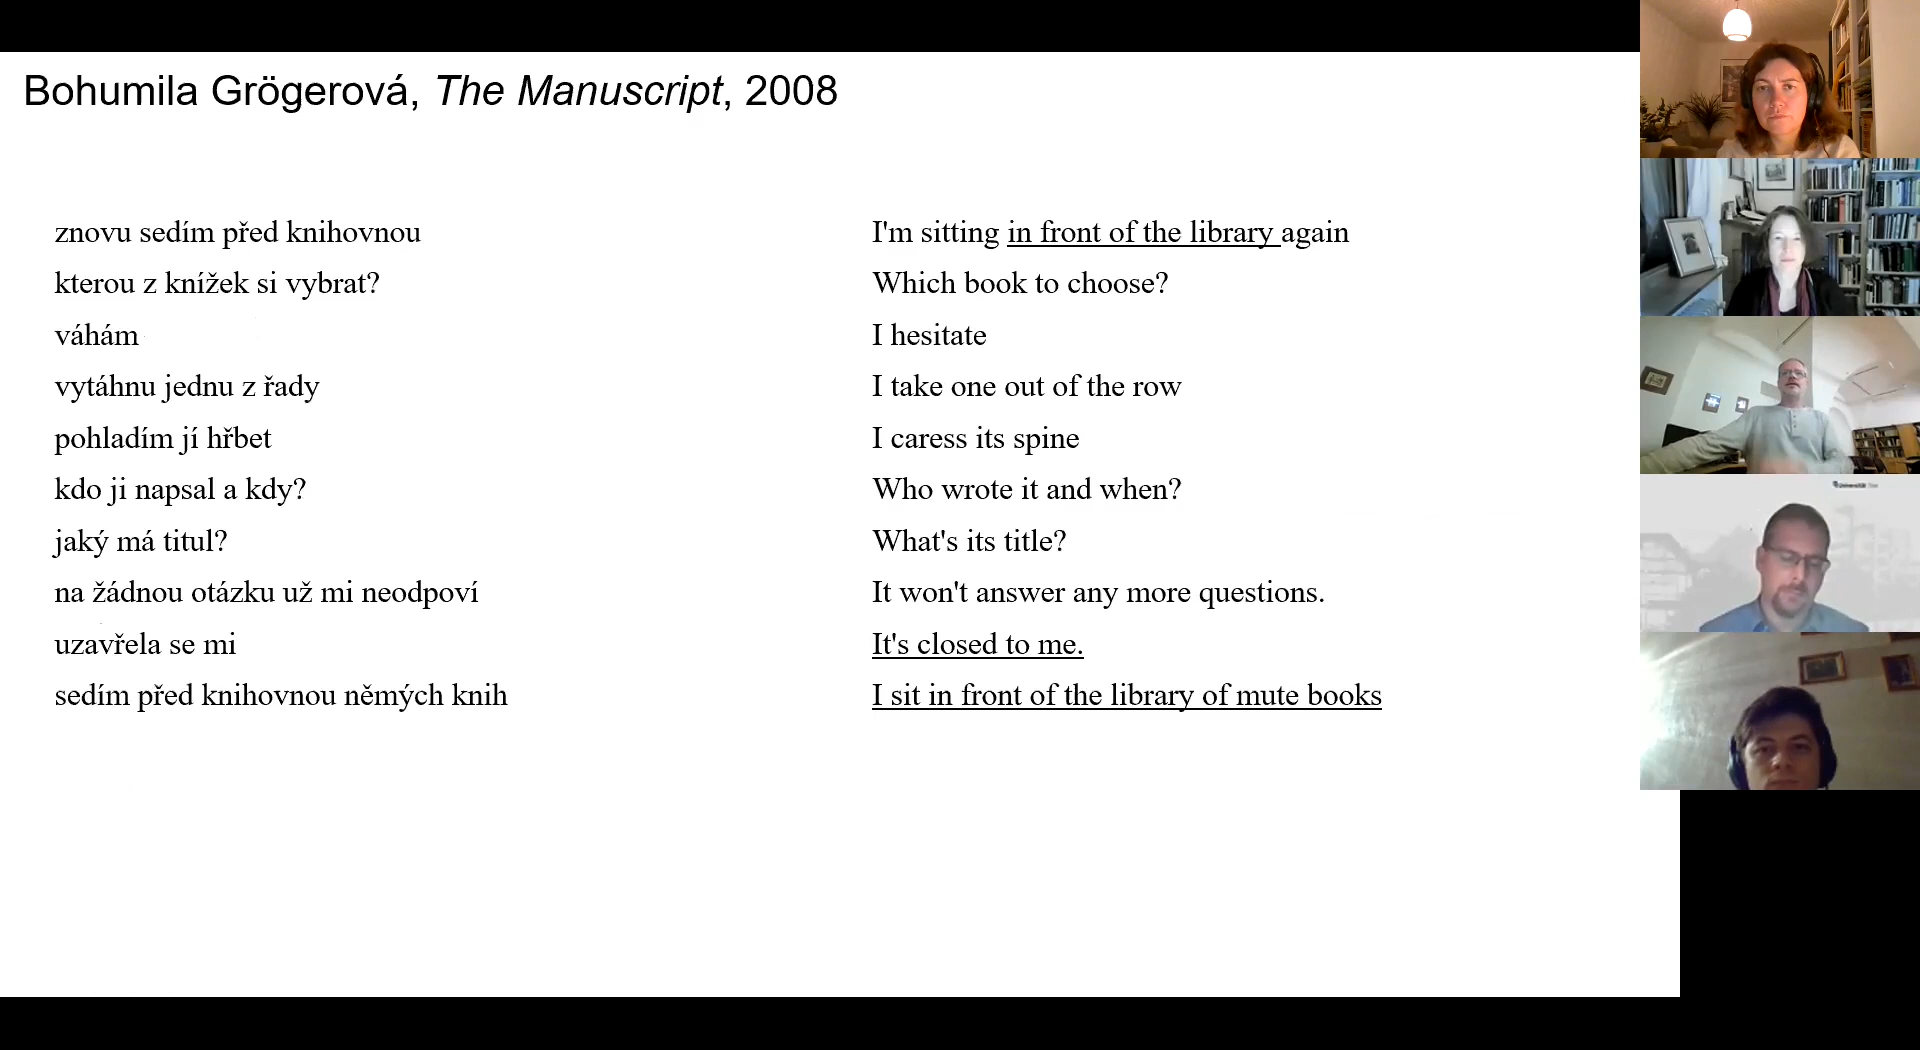 Bohumila Grögerová, The Manuscript, 2008
znovu sedím před knihovnou
kterou z knížek si vybrat?
váhám
vytáhnu jednu z řady
pohladím jí hřbet
kdo ji napsal a kdy?
jaký má titul?
na žádnou otázku už mi neodpoví
uzavřela se mi
sedím před knihovnou němých knih
I'm sitting in front of the library again
Which book to choose?
I hesitate
I take one out of the row
I caress its spine
Who wrote it and when?
What's its title?
It won't answer any more questions.
It's closed to me.
I sit in front of the library of mute books